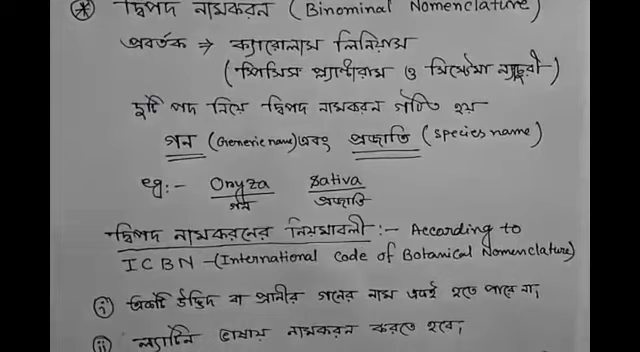 * দ্বিপদ নামকরন (Binominal Nomenclature)
প্রবর্তক ⇒ ক্যারোলাস লিনিয়াস
( স্পিসিস প্ল্যান্টারাম ও সিস্টেমা ন্যাচুরী )
দুটি পদ নিয়ে দ্বিপদ নামকরন গঠিত হয়
গন (Generic name) এবং প্রজাতি (species name)
eg:- Oryza Sativa
গন প্রজাতি
দ্বিপদ নামকরনের নিয়মাবলী :- According to
ICBN - (International Code of Botanical Nomenclature)
(i) একটি উদ্ভিদ বা প্রানীর গনের নাম একই হতে পারে না।
(ii) ল্যাটিন ভাষায় নামকরন করতে হবে।